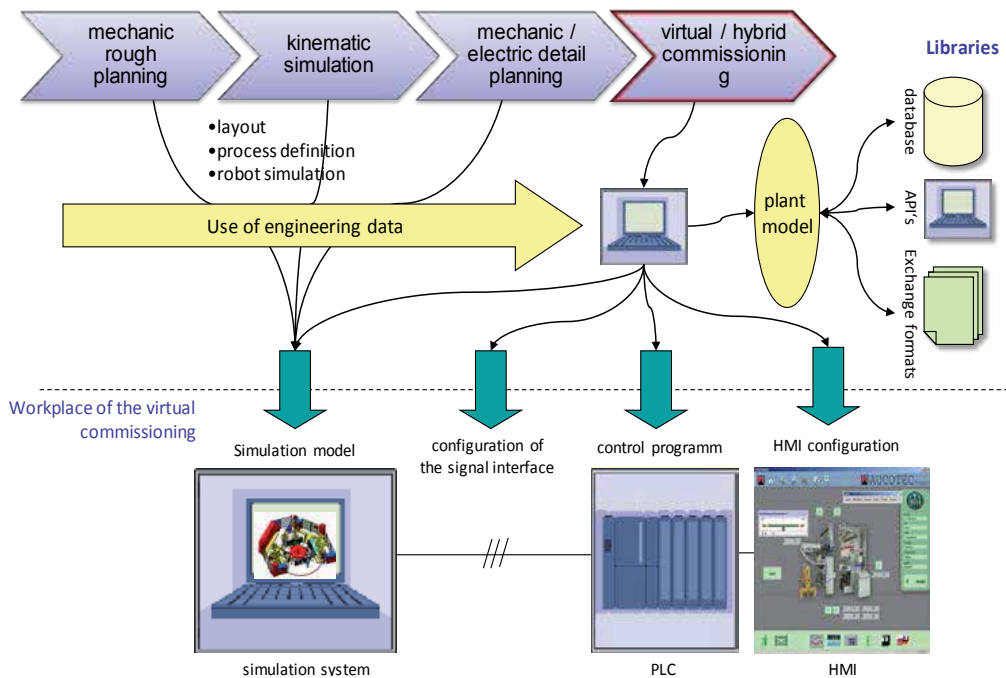 mechanic
rough
planning
kinematic
simulation
mechanic /
electric detail
planning
virtual / hybrid
commissionin
g
Libraries
•layout
•process definition
•robot simulation
database
Use of engineering data
plant
model
API's
Exchange formats
Workplace of the virtual
commissioning
Simulation model
configuration of
the signal interface
control programm
HMI configuration
AUCOTEC
simulation system
PLC
HMI